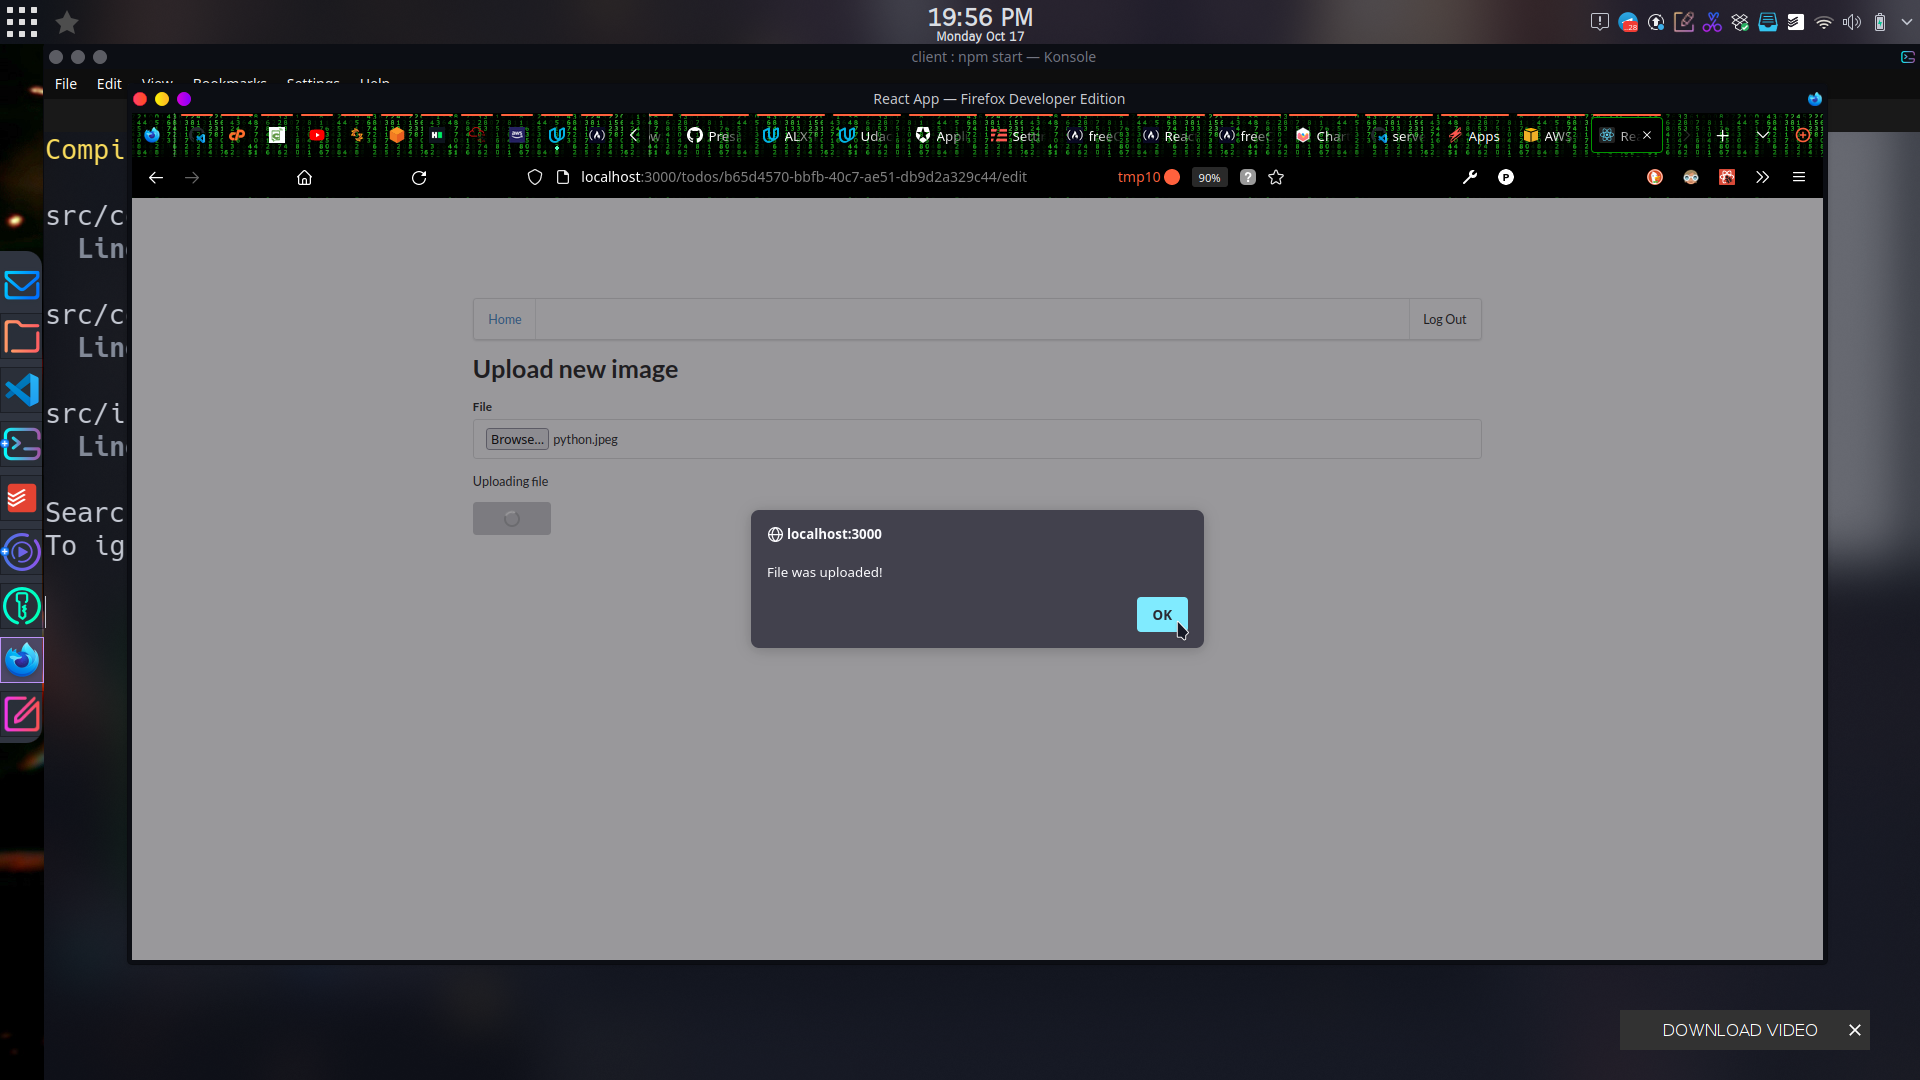 19:56 PM
Monday Oct 17
client : npm start — Konsole
File Edit View Bookmarks Settings Help
React App — Firefox Developer Edition
Pres ALX Uda Appl Setti free Reac free Cha serv Apps AWS Re
localhost:3000/todos/b65d4570-bbfb-40c7-ae51-db9d2a329c44/edit tmp10 90%
Compi
src/c
Lin
src/c
Lin
src/i
Lin
Searc
To ig
Home Log Out
Upload new image
File
Browse... python.jpeg
Uploading file
localhost:3000
File was uploaded!
OK
DOWNLOAD VIDEO